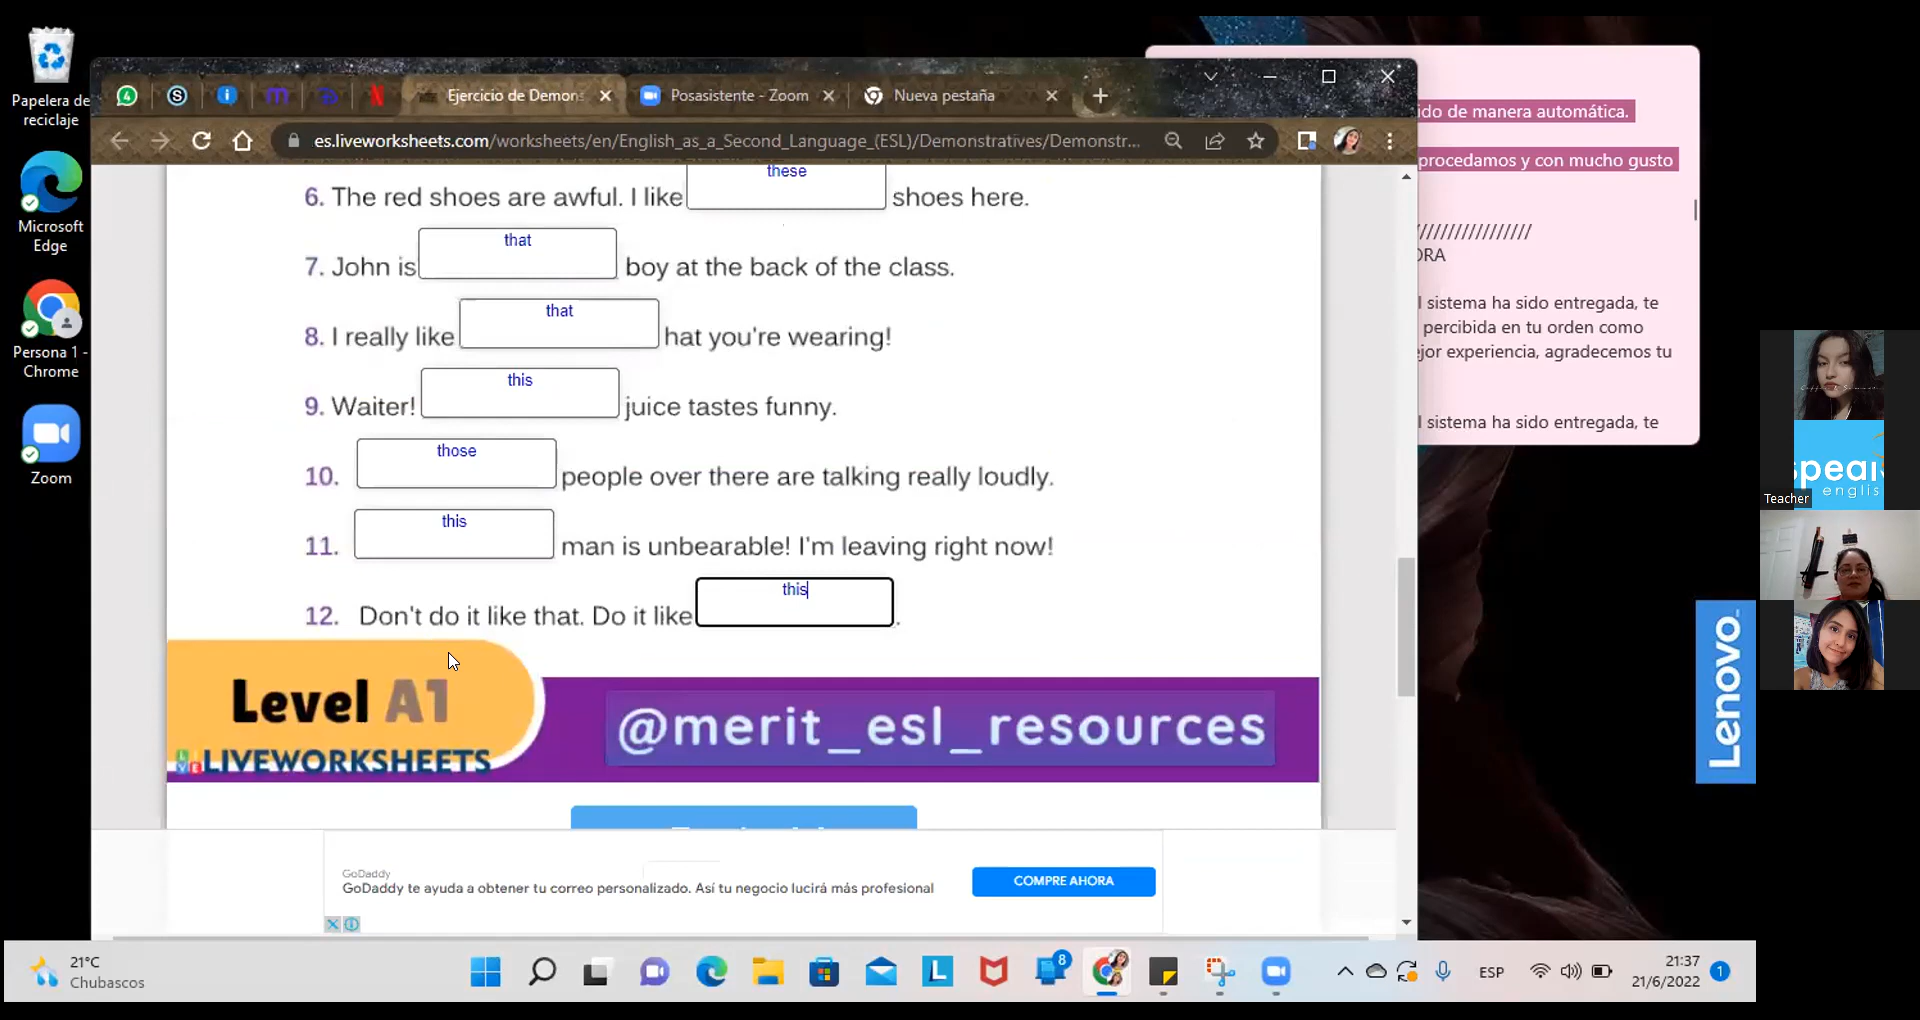 Papelera de
reciclaje
Microsoft
Edge
Persona 1 -
Chrome
Zoom
Ejercicio de Demons
Posasistente - Zoom
Nueva pestaña
es.liveworksheets.com/worksheets/en/English_as_a_Second_Language_(ESL)/Demonstratives/Demonstr...
these
6. The red shoes are awful. I like shoes here.
that
7. John is boy at the back of the class.
that
8. I really like hat you're wearing!
this
9. Waiter! juice tastes funny.
those
10. people over there are talking really loudly.
this
11. man is unbearable! I'm leaving right now!
this
12. Don't do it like that. Do it like .
Level A1
LIVEWORKSHEETS
@merit_esl_resources
GoDaddy
GoDaddy te ayuda a obtener tu correo personalizado. Así tu negocio lucirá más profesional
COMPRE AHORA
ido de manera automática.
procedamos y con mucho gusto
/////////////////
ORA
l sistema ha sido entregada, te
percibida en tu orden como
jor experiencia, agradecemos tu
l sistema ha sido entregada, te
speak
englis
Teacher
Lenovo
21°C
Chubascos
8
ESP
21:37
21/6/2022
1